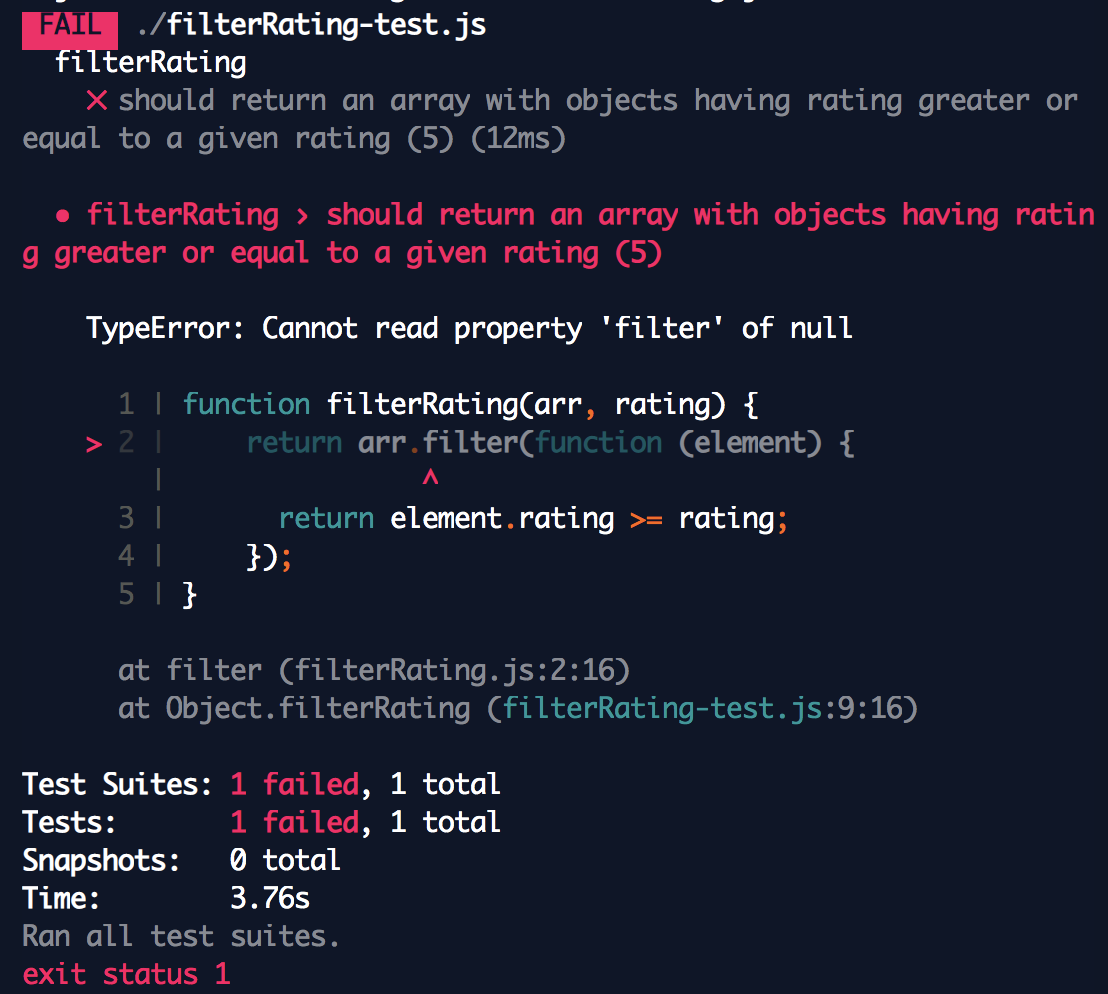 FAIL ./filterRating-test.js
filterRating
✕ should return an array with objects having rating greater or
equal to a given rating (5) (12ms)
● filterRating › should return an array with objects having ratin
g greater or equal to a given rating (5)
TypeError: Cannot read property 'filter' of null
1 | function filterRating(arr, rating) {
> 2 | return arr.filter(function (element) {
| ^
3 | return element.rating >= rating;
4 | });
5 | }
at filter (filterRating.js:2:16)
at Object.filterRating (filterRating-test.js:9:16)
Test Suites: 1 failed, 1 total
Tests: 1 failed, 1 total
Snapshots: 0 total
Time: 3.76s
Ran all test suites.
exit status 1